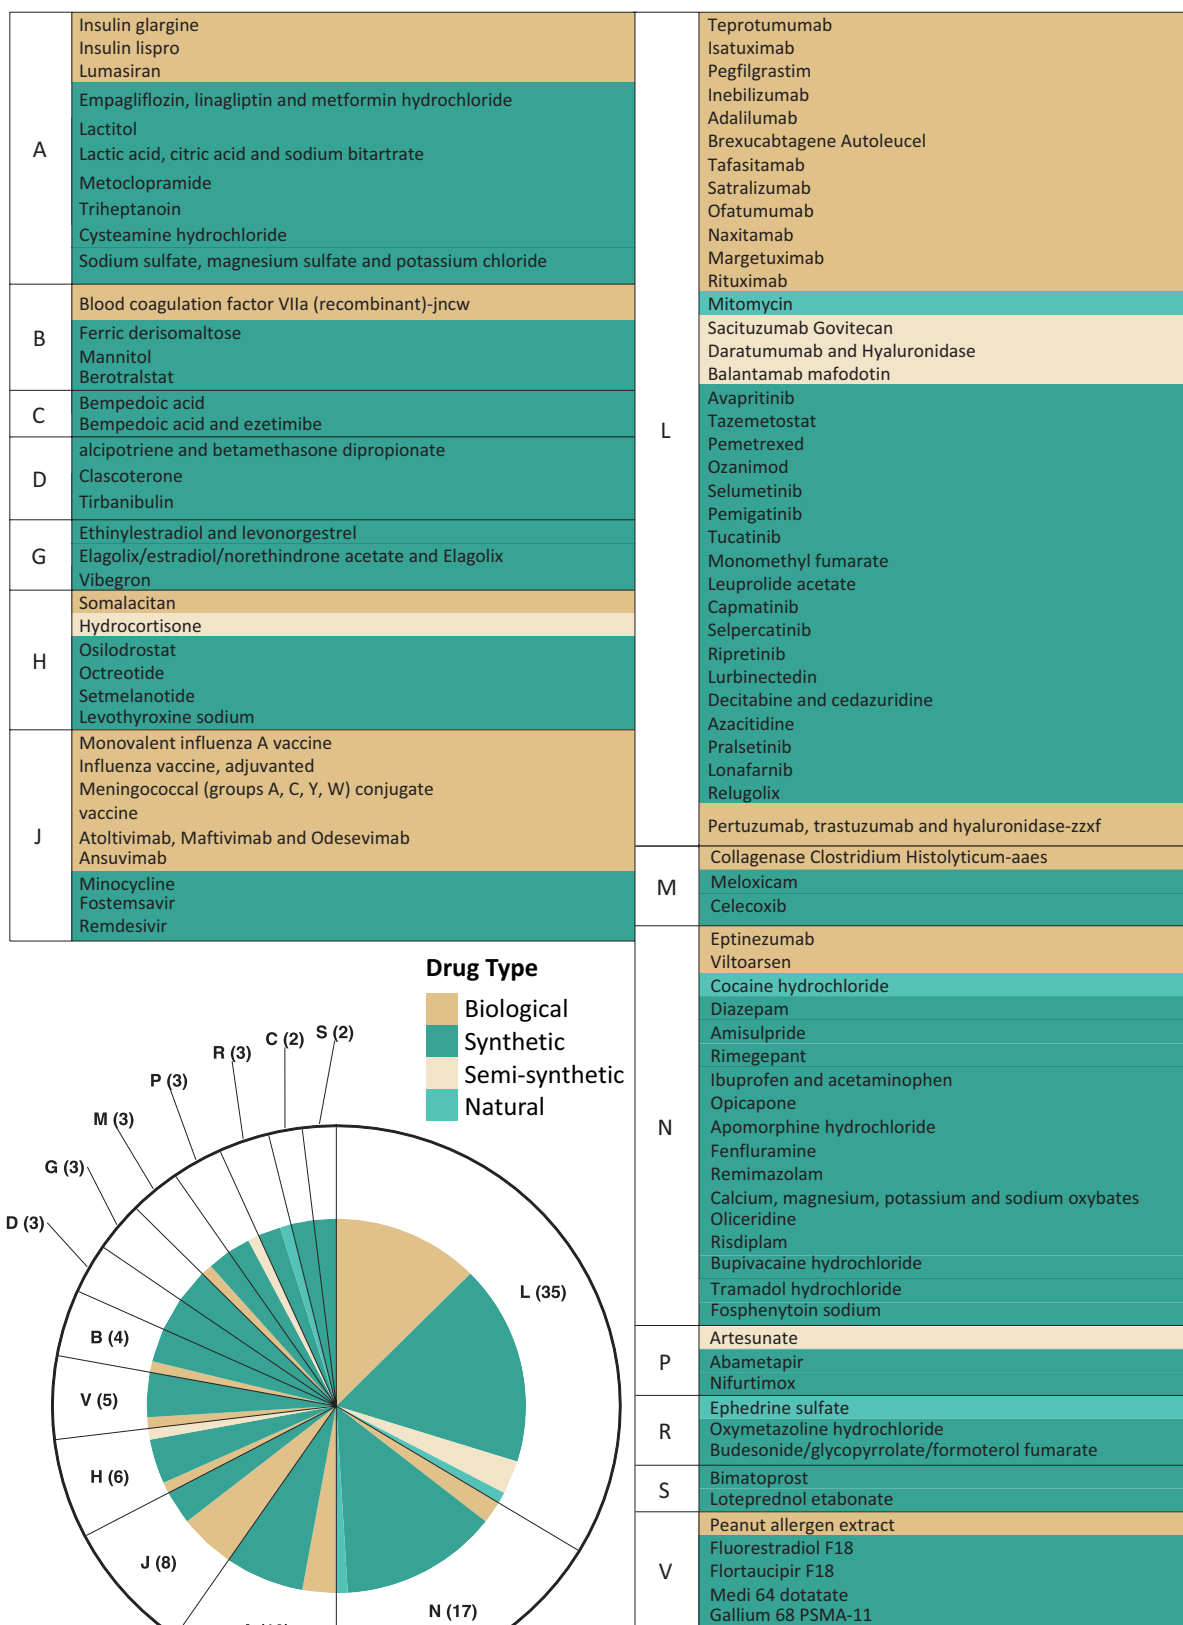 A
Insulin glargine
Insulin lispro
Lumasiran
Empagliflozin, linagliptin and metformin hydrochloride
Lactitol
Lactic acid, citric acid and sodium bitartrate
Metoclopramide
Triheptanoin
Cysteamine hydrochloride
Sodium sulfate, magnesium sulfate and potassium chloride
B
Blood coagulation factor VIIa (recombinant)-jncw
Ferric derisomaltose
Mannitol
Berotralstat
C
Bempedoic acid
Bempedoic acid and ezetimibe
D
alcipotriene and betamethasone dipropionate
Clascoterone
Tirbanibulin
G
Ethinylestradiol and levonorgestrel
Elagolix/estradiol/norethindrone acetate and Elagolix
Vibegron
H
Somalacitan
Hydrocortisone
Osilodrostat
Octreotide
Setmelanotide
Levothyroxine sodium
J
Monovalent influenza A vaccine
Influenza vaccine, adjuvanted
Meningococcal (groups A, C, Y, W) conjugate
vaccine
Atoltivimab, Maftivimab and Odesevimab
Ansuvimab
Minocycline
Fostemsavir
Remdesivir
L
Teprotumumab
Isatuximab
Pegfilgrastim
Inebilizumab
Adalilumab
Brexucabtagene Autoleucel
Tafasitamab
Satralizumab
Ofatumumab
Naxitamab
Margetuximab
Rituximab
Mitomycin
Sacituzumab Govitecan
Daratumumab and Hyaluronidase
Balantamab mafodotin
Avapritinib
Tazemetostat
Pemetrexed
Ozanimod
Selumetinib
Pemigatinib
Tucatinib
Monomethyl fumarate
Leuprolide acetate
Capmatinib
Selpercatinib
Ripretinib
Lurbinectedin
Decitabine and cedazuridine
Azacitidine
Pralsetinib
Lonafarnib
Relugolix
Pertuzumab, trastuzumab and hyaluronidase-zzxf
M
Collagenase Clostridium Histolyticum-aaes
Meloxicam
Celecoxib
N
Eptinezumab
Viltoarsen
Cocaine hydrochloride
Diazepam
Amisulpride
Rimegepant
Ibuprofen and acetaminophen
Opicapone
Apomorphine hydrochloride
Fenfluramine
Remimazolam
Calcium, magnesium, potassium and sodium oxybates
Oliceridine
Risdiplam
Bupivacaine hydrochloride
Tramadol hydrochloride
Fosphenytoin sodium
P
Artesunate
Abametapir
Nifurtimox
R
Ephedrine sulfate
Oxymetazoline hydrochloride
Budesonide/glycopyrrolate/formoterol fumarate
S
Bimatoprost
Loteprednol etabonate
V
Peanut allergen extract
Fluorestradiol F18
Flortaucipir F18
Medi 64 dotatate
Gallium 68 PSMA-11
Drug Type
Biological
Synthetic
Semi-synthetic
Natural
S (2)
C (2)
R (3)
P (3)
M (3)
G (3)
D (3)
B (4)
V (5)
H (6)
J (8)
N (17)
L (35)